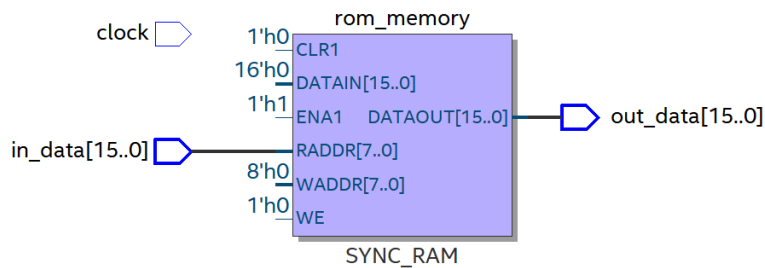 rom_memory
clock
1'h0 CLR1
16'h0 DATAIN[15..0]
1'h1 ENA1 DATAOUT[15..0] out_data[15..0]
in_data[15..0] RADDR[7..0]
8'h0 WADDR[7..0]
1'h0 WE
SYNC_RAM